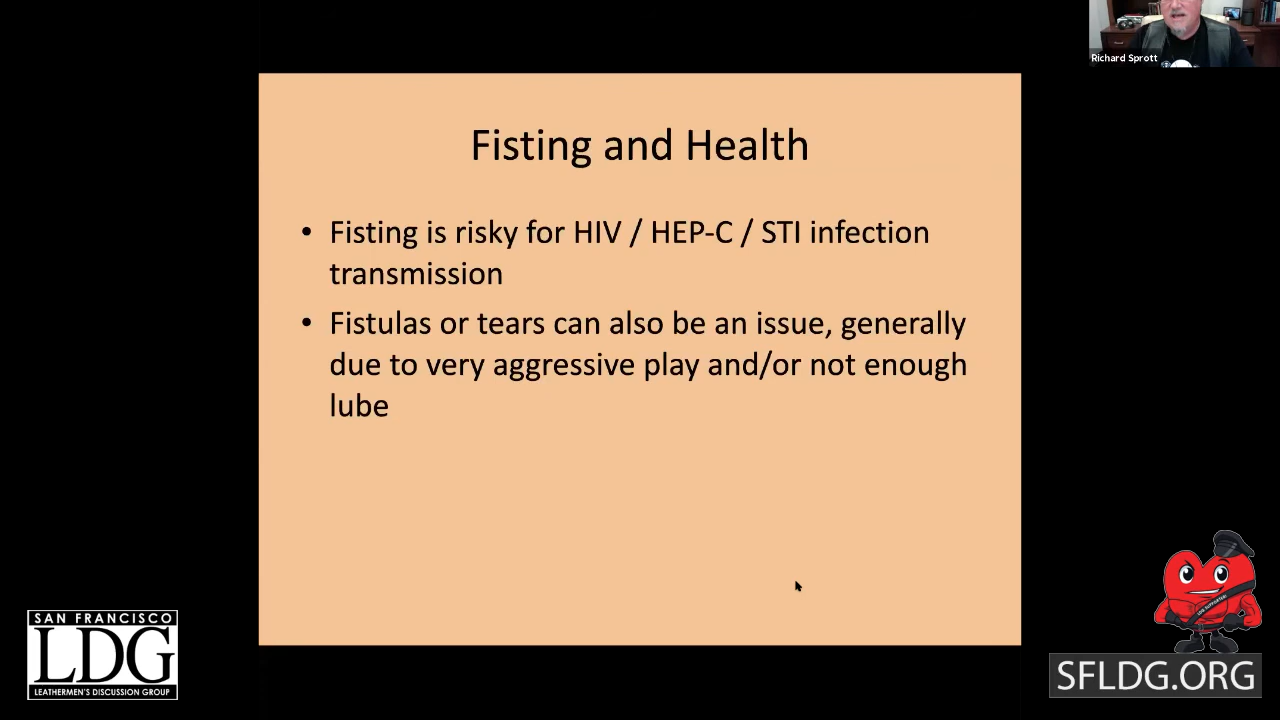 Richard Sprott
Fisting and Health
• Fisting is risky for HIV / HEP-C / STI infection
transmission
• Fistulas or tears can also be an issue, generally
due to very aggressive play and/or not enough
lube
LDG SUPPORTER!
SAN FRANCISCO
LDG
LEATHERMEN'S DISCUSSION GROUP
SFLDG.ORG